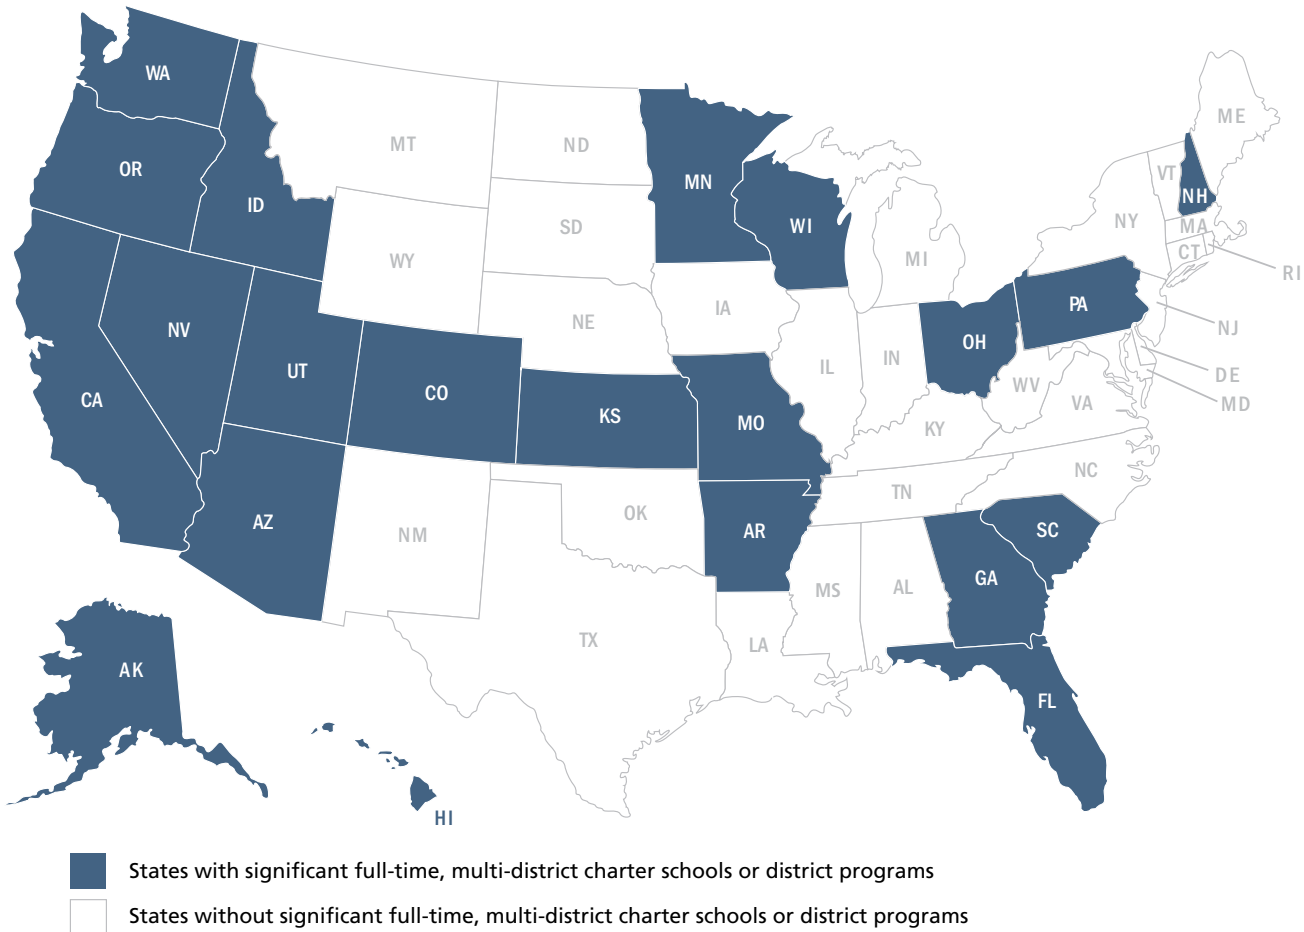 WA
MT
ND
ME
OR
ID
MN
VT
NH
SD
WI
NY
MA
CT
RI
WY
MI
IA
NE
PA
NV
NJ
OH
IL
IN
UT
DE
CO
WV
MD
CA
KS
MO
KY
VA
NC
AZ
NM
OK
TN
AR
SC
GA
MS
AL
TX
LA
AK
FL
HI
States with significant full-time, multi-district charter schools or district programs
States without significant full-time, multi-district charter schools or district programs